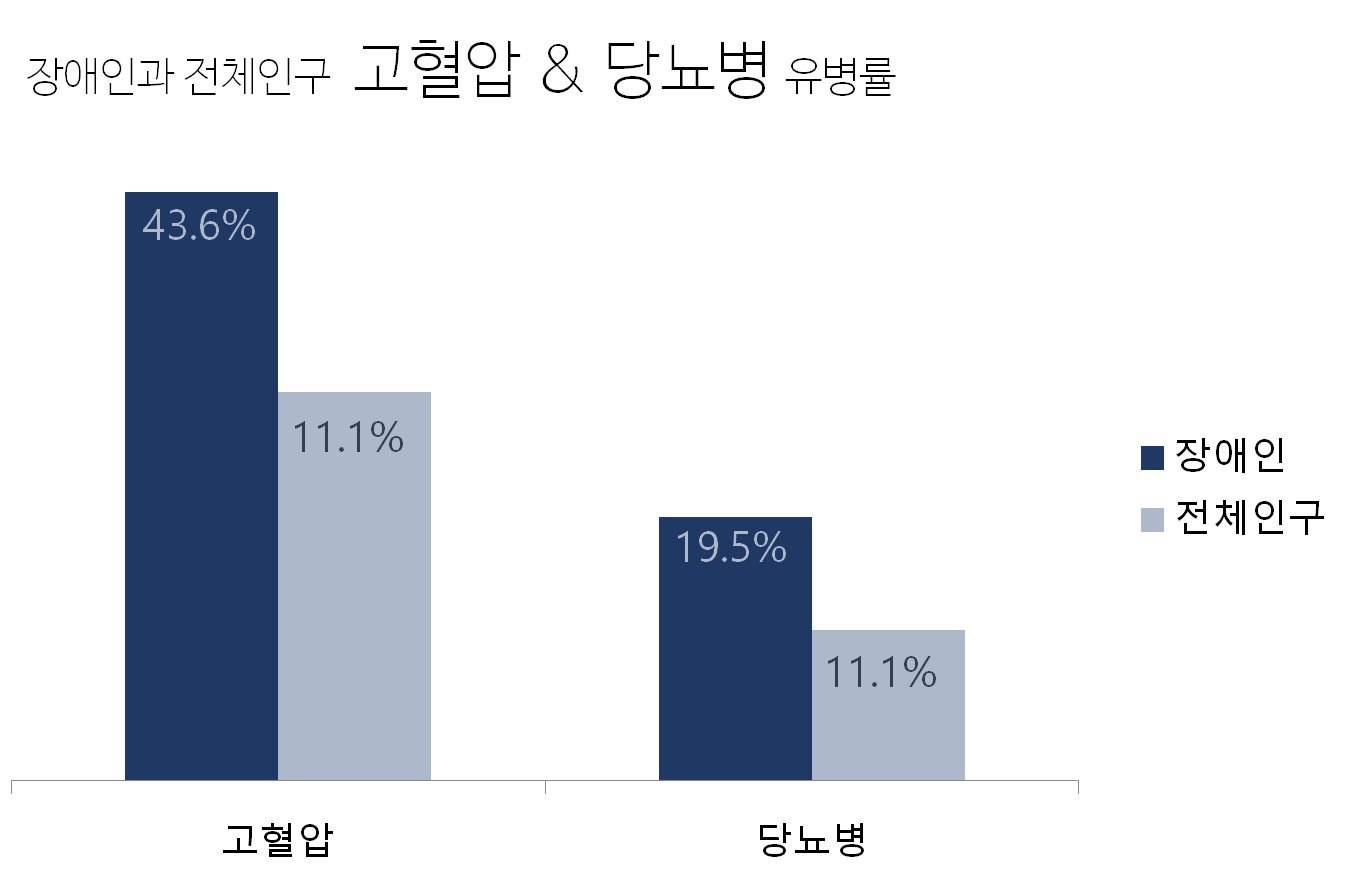 장애인과 전체인구 고혈압 & 당뇨병 유병률
43.6%
11.1%
19.5%
11.1%
장애인
전체인구
고혈압
당뇨병